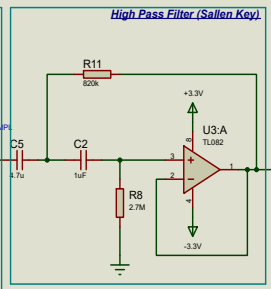 High Pass Filter (Sallen Key)
R11
820k
+3.3V
C5
4.7u
C2
1uF
U3:A
TL082
8
3
2
1
4
R8
2.7M
-3.3V